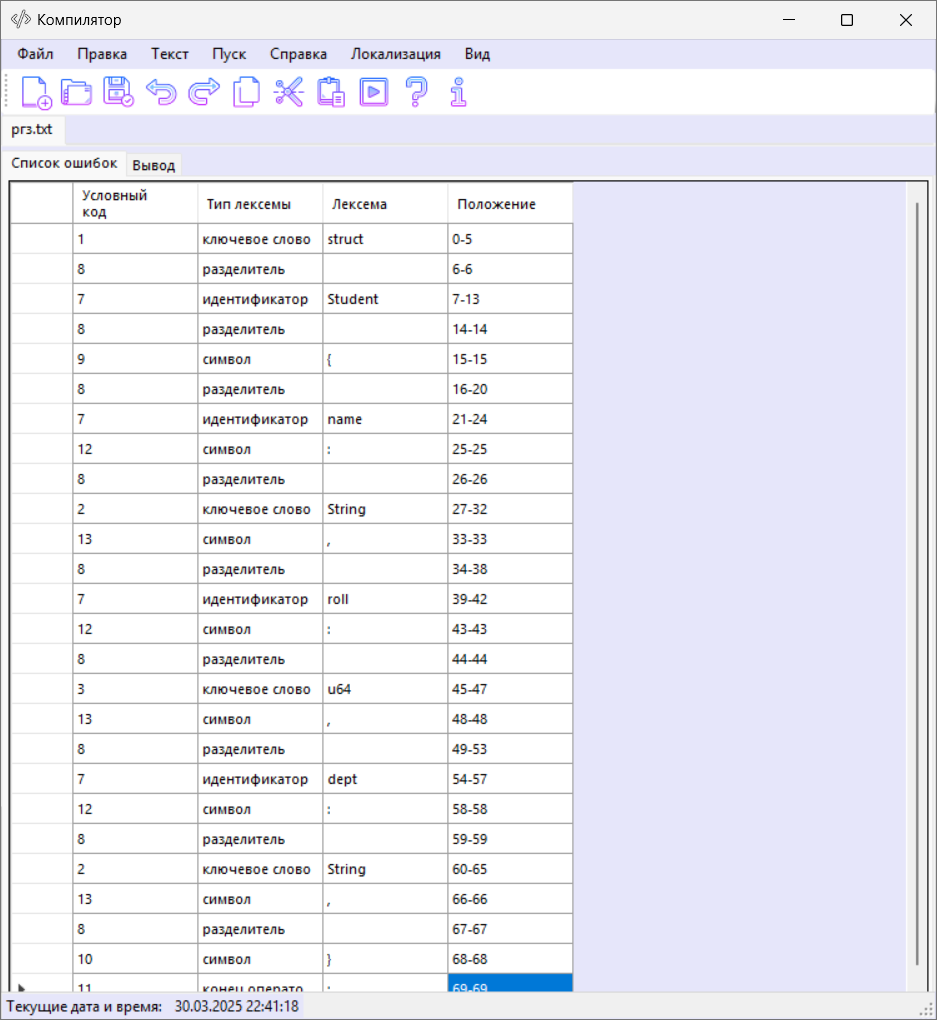 Компилятор
Файл Правка Текст Пуск Справка Локализация Вид
prз.txt
Список ошибок Вывод
Условный код Тип лексемы Лексема Положение
1 ключевое слово struct 0-5
8 разделитель 6-6
7 идентификатор Student 7-13
8 разделитель 14-14
9 символ { 15-15
8 разделитель 16-20
7 идентификатор name 21-24
12 символ : 25-25
8 разделитель 26-26
2 ключевое слово String 27-32
13 символ , 33-33
8 разделитель 34-38
7 идентификатор roll 39-42
12 символ : 43-43
8 разделитель 44-44
3 ключевое слово u64 45-47
13 символ , 48-48
8 разделитель 49-53
7 идентификатор dept 54-57
12 символ : 58-58
8 разделитель 59-59
2 ключевое слово String 60-65
13 символ , 66-66
8 разделитель 67-67
10 символ } 68-68
11 конец операто 69-69
Текущие дата и время: 30.03.2025 22:41:18